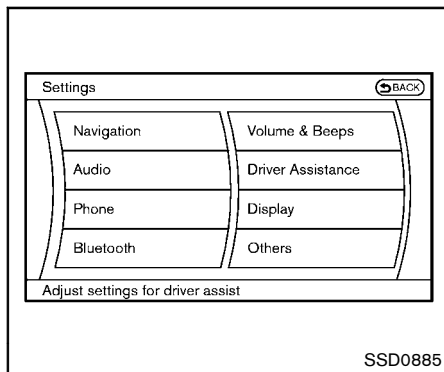 Settings
BACK
Navigation
Volume & Beeps
Audio
Driver Assistance
Phone
Display
Bluetooth
Others
Adjust settings for driver assist
SSD0885